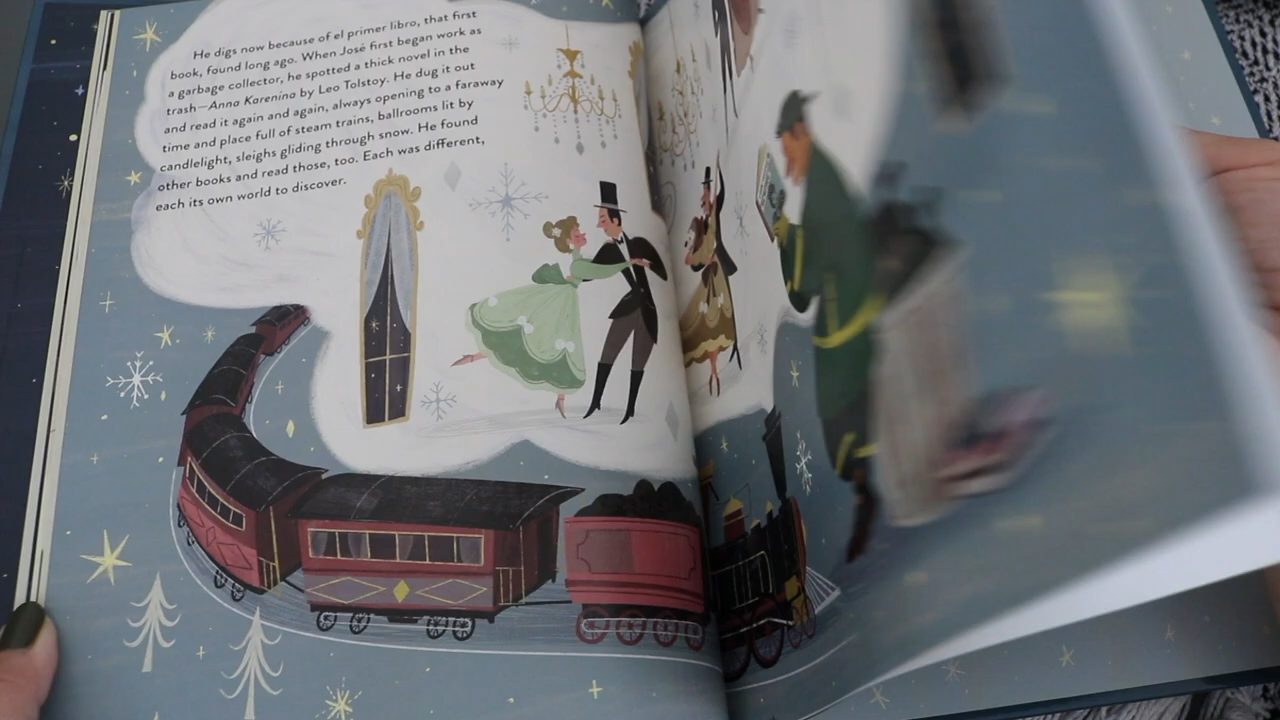 He digs now because of el primer libro, that first
book, found long ago. When José first began work as
a garbage collector, he spotted a thick novel in the
trash—Anna Karenina by Leo Tolstoy. He dug it out
and read it again and again, always opening to a faraway
time and place full of steam trains, ballrooms lit by
candlelight, sleighs gliding through snow. He found
other books and read those, too. Each was different,
each its own world to discover.